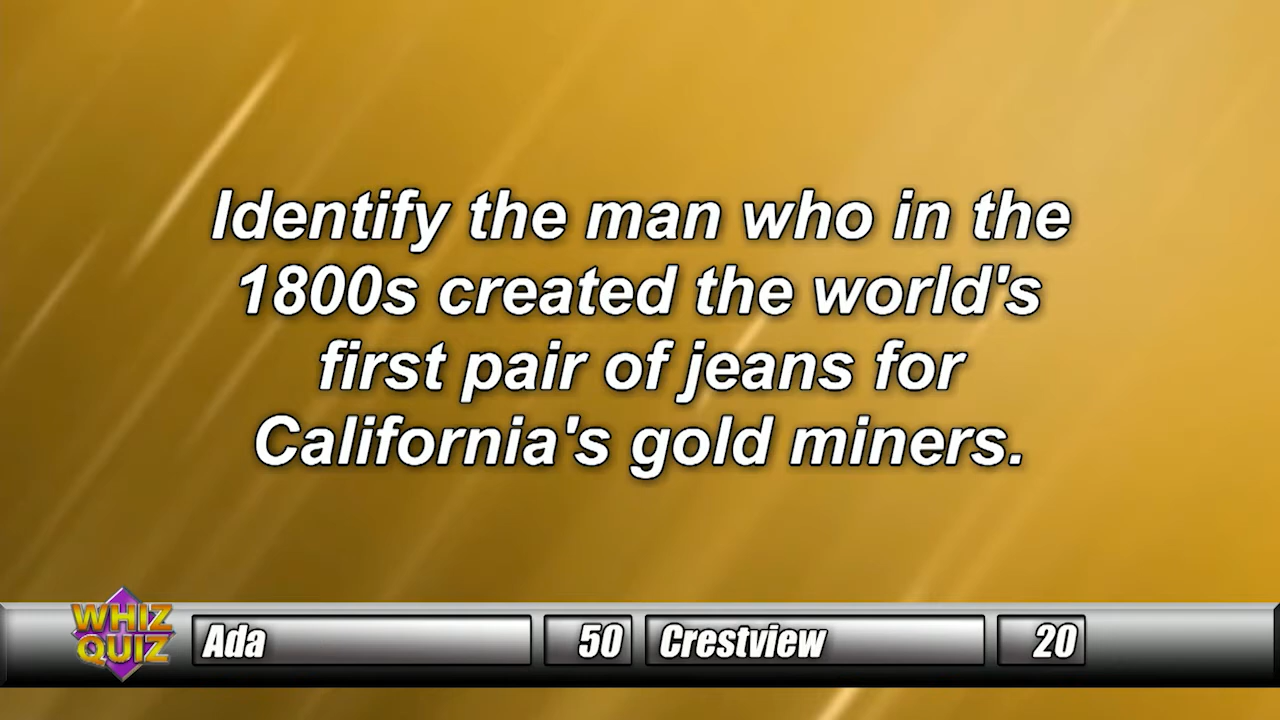 Identify the man who in the
1800s created the world's
first pair of jeans for
California's gold miners.
WHIZ
QUIZ
Ada 50 Crestview 20